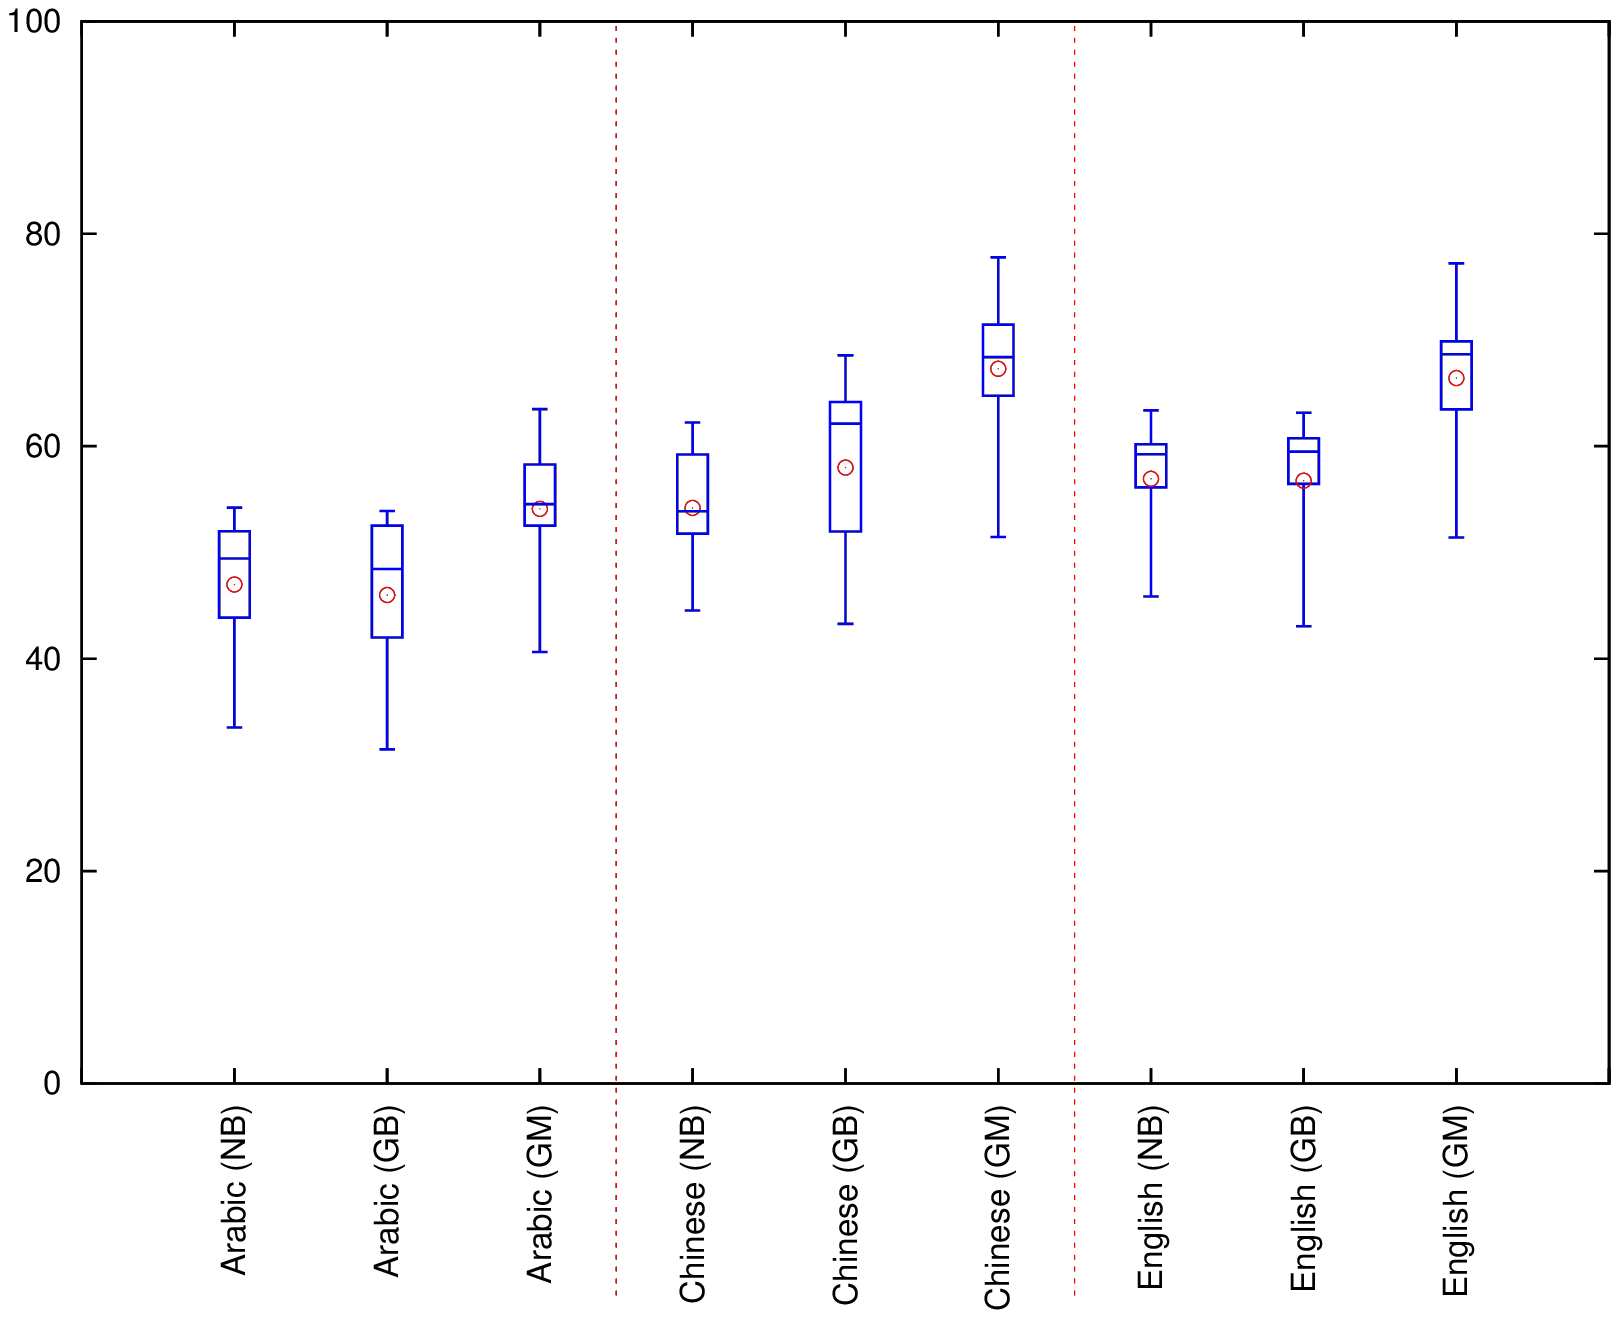 100
80
60
40
20
0
Arabic (NB)
Arabic (GB)
Arabic (GM)
Chinese (NB)
Chinese (GB)
Chinese (GM)
English (NB)
English (GB)
English (GM)